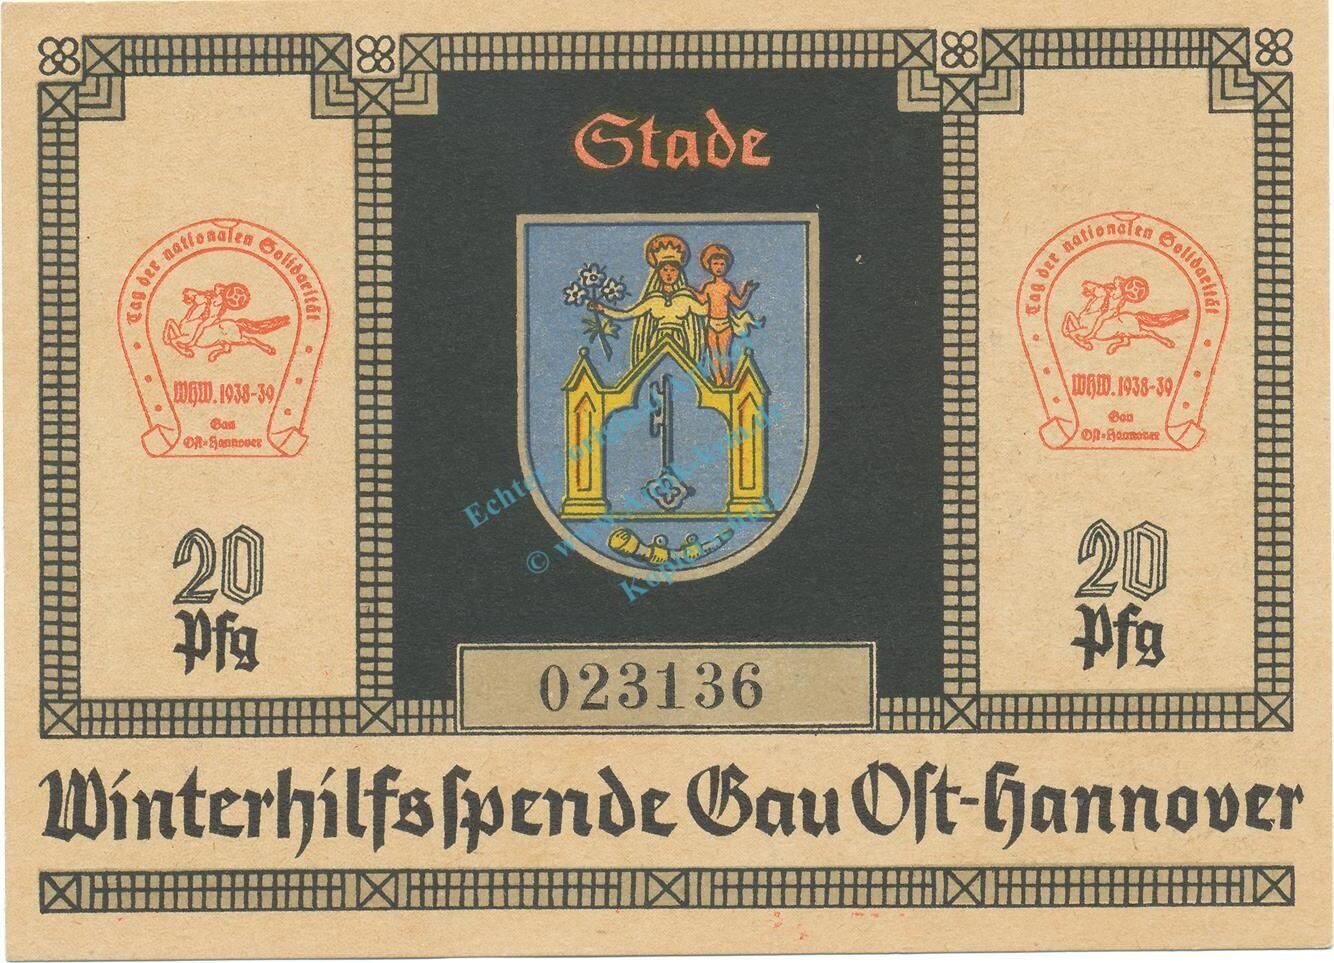 Stade
Tag der nationalen Solidarität
WHW. 1938-39
Gau
Ost-Hannover
20
Pfg
Tag der nationalen Solidarität
WHW. 1938-39
Gau
Ost-Hannover
20
Pfg
023136
Winterhilfsspende Gau Ost-Hannover
Echter
©